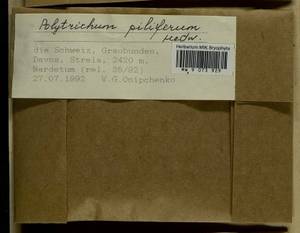 Polytrichum piliferum
Hedw.
Herbarium MW, Bryophyta
die Schweiz, Graubunden,
Davos, Strela, 2420 m.
Nardetum (rel. 26/92)
27.07.1992 V.G.Onipchenko